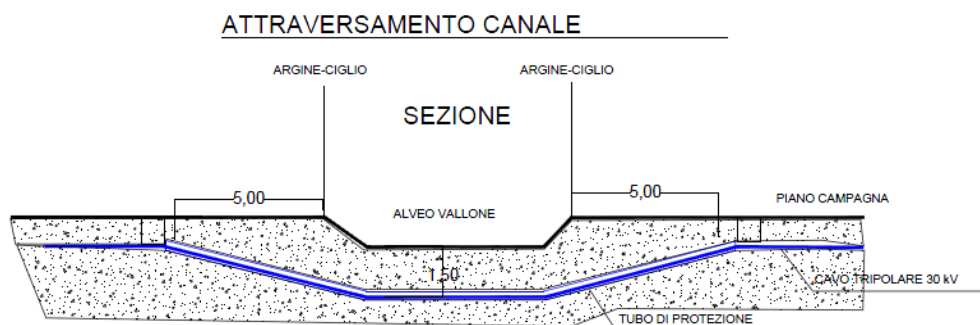 ATTRAVERSAMENTO CANALE
ARGINE-CIGLIO
ARGINE-CIGLIO
SEZIONE
5,00
5,00
PIANO CAMPAGNA
ALVEO VALLONE
1,50
CAVO TRIPOLARE 30 kV
TUBO DI PROTEZIONE